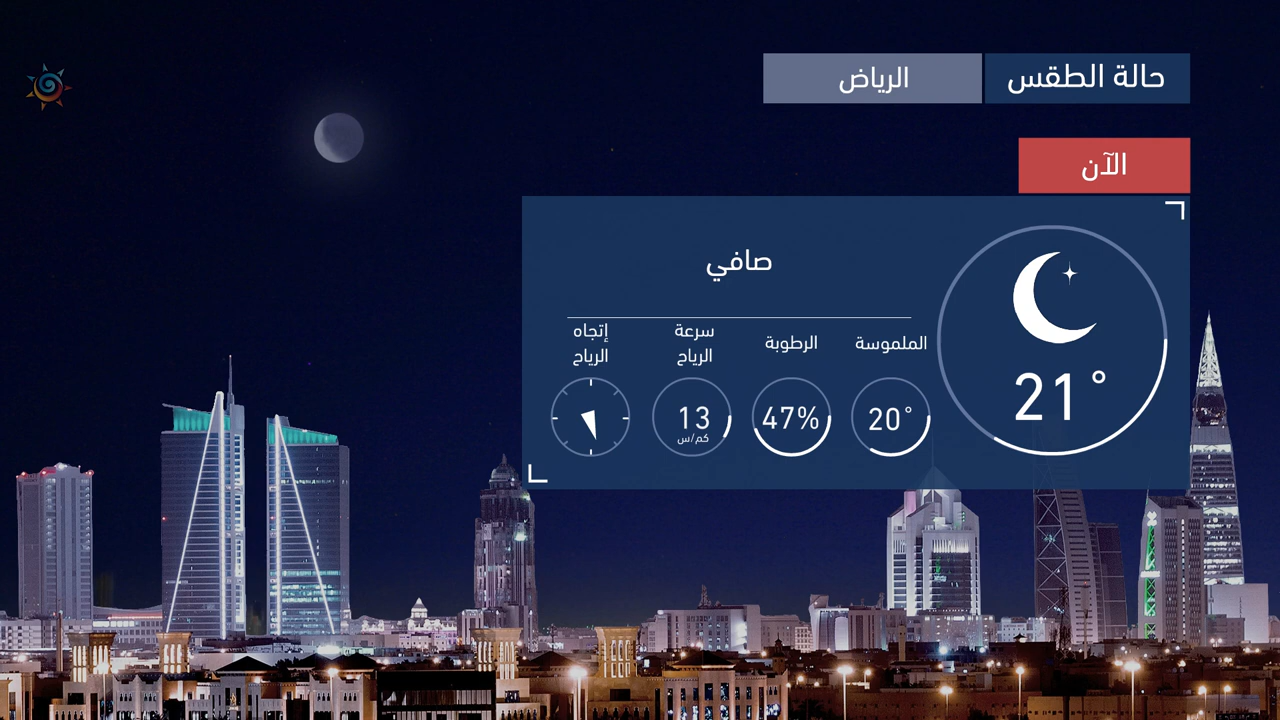 حالة الطقس
الرياض
الآن
صافي
21°
الملموسة
20°
الرطوبة
47%
سرعة
الرياح
13
كم/س
إتجاه
الرياح